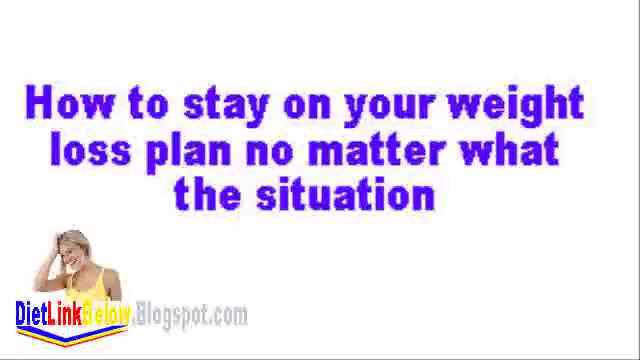 How to stay on your weight
loss plan no matter what
the situation
DietLinkBelow.Blogspot.com